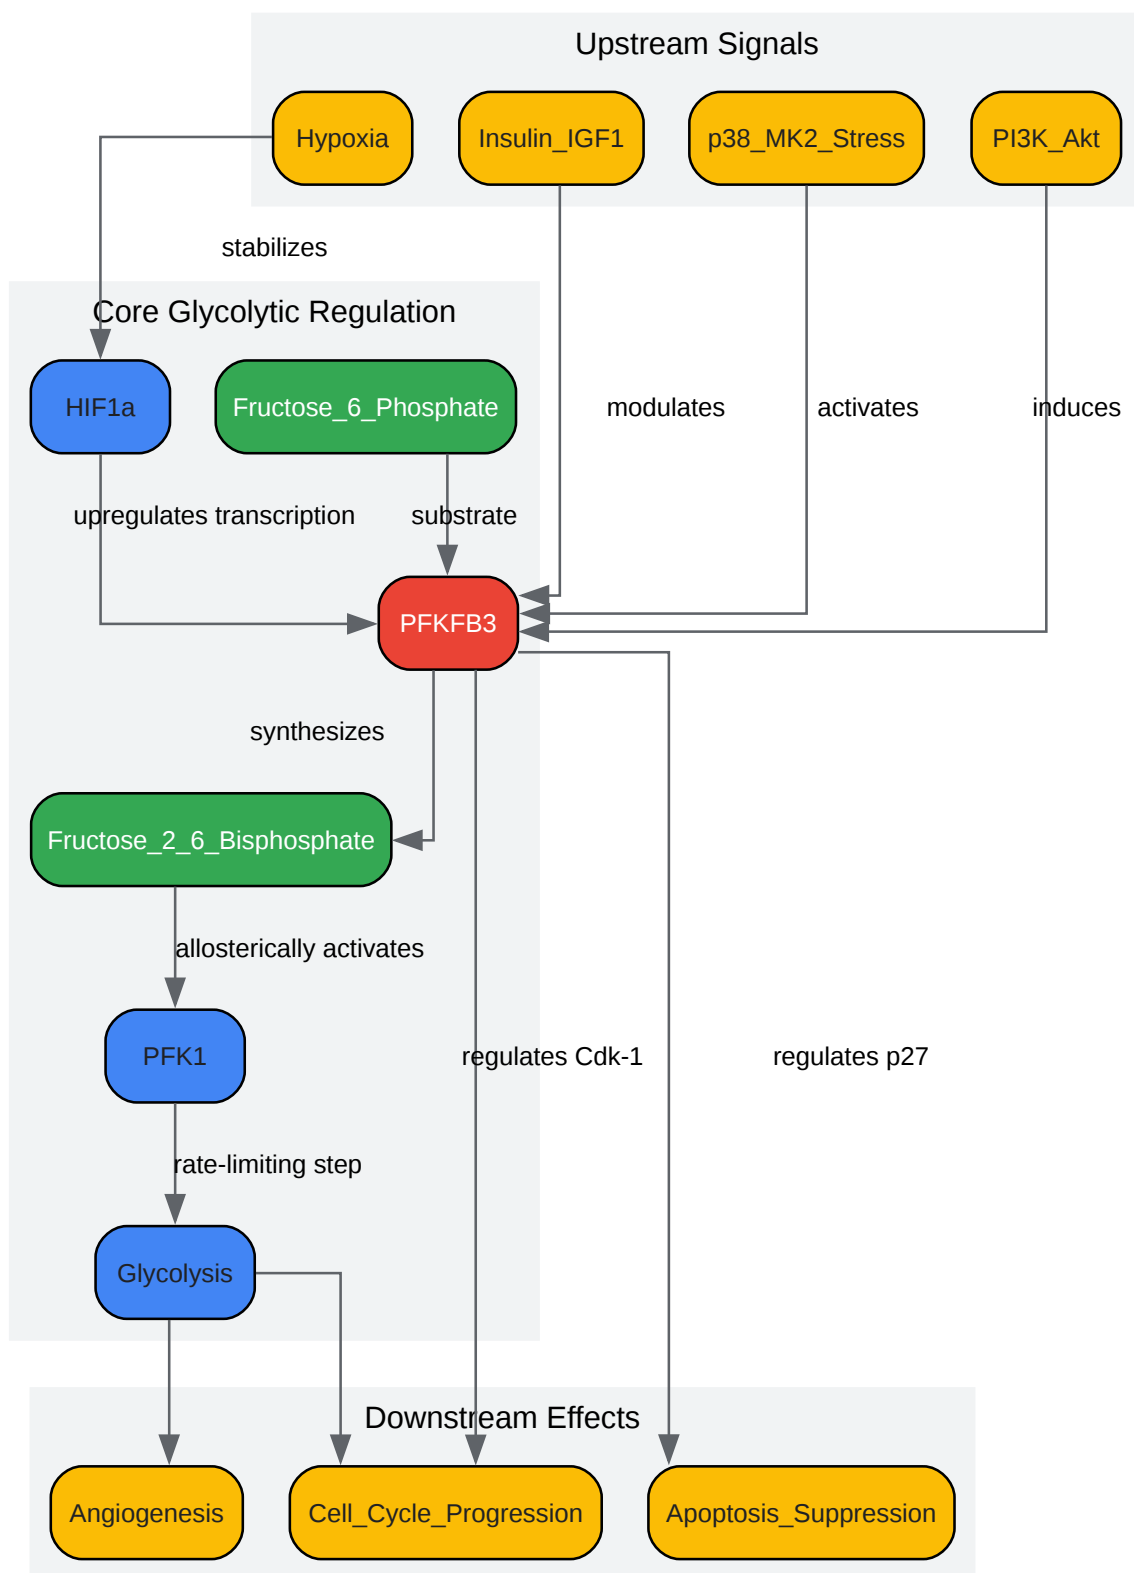 Upstream Signals
Hypoxia
Insulin_IGF1
p38_MK2_Stress
PI3K_Akt
stabilizes
Core Glycolytic Regulation
HIF1a
Fructose_6_Phosphate
modulates
activates
induces
upregulates transcription
substrate
PFKFB3
synthesizes
Fructose_2_6_Bisphosphate
allosterically activates
PFK1
regulates Cdk-1
regulates p27
rate-limiting step
Glycolysis
Downstream Effects
Angiogenesis
Cell_Cycle_Progression
Apoptosis_Suppression